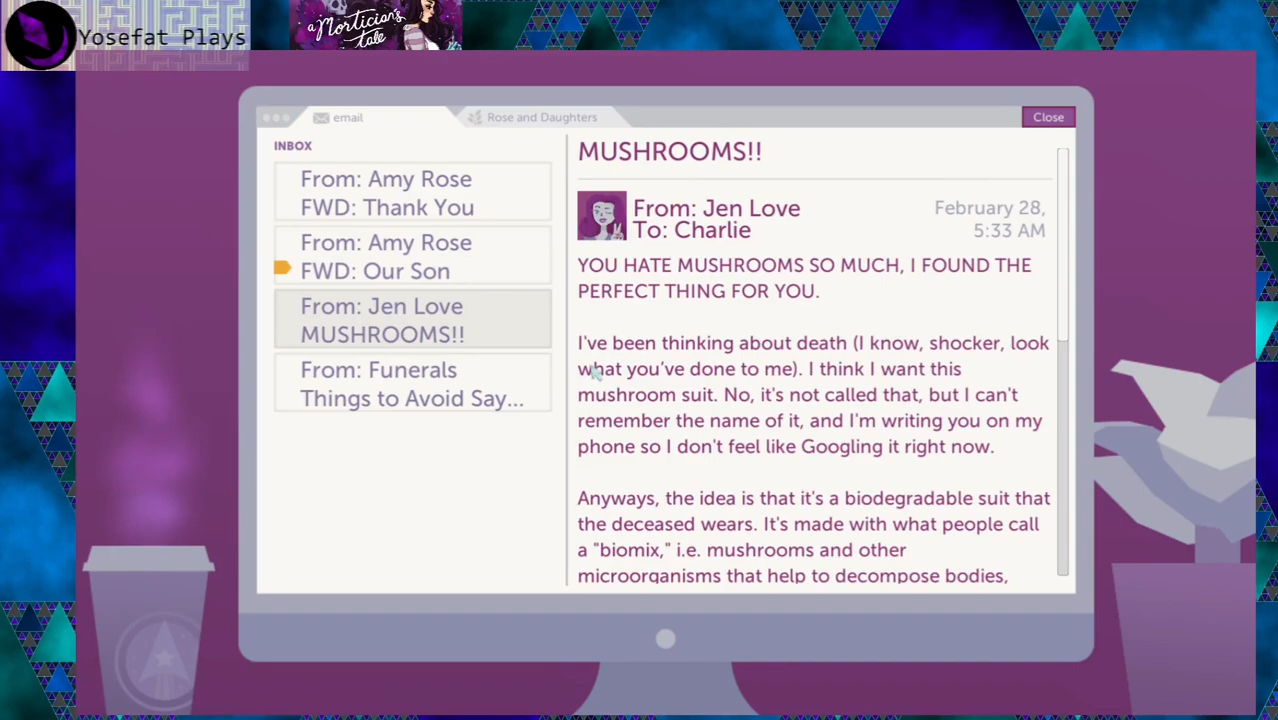 Yosefat Plays
a Mortician's
tale
email
Rose and Daughters
Close
INBOX
From: Amy Rose
FWD: Thank You
From: Amy Rose
FWD: Our Son
From: Jen Love
MUSHROOMS!!
From: Funerals
Things to Avoid Say...
MUSHROOMS!!
From: Jen Love
To: Charlie
February 28,
5:33 AM
YOU HATE MUSHROOMS SO MUCH, I FOUND THE
PERFECT THING FOR YOU.
I've been thinking about death (I know, shocker, look
what you’ve done to me). I think I want this
mushroom suit. No, it's not called that, but I can't
remember the name of it, and I'm writing you on my
phone so I don't feel like Googling it right now.
Anyways, the idea is that it's a biodegradable suit that
the deceased wears. It's made with what people call
a "biomix," i.e. mushrooms and other
microorganisms that help to decompose bodies,